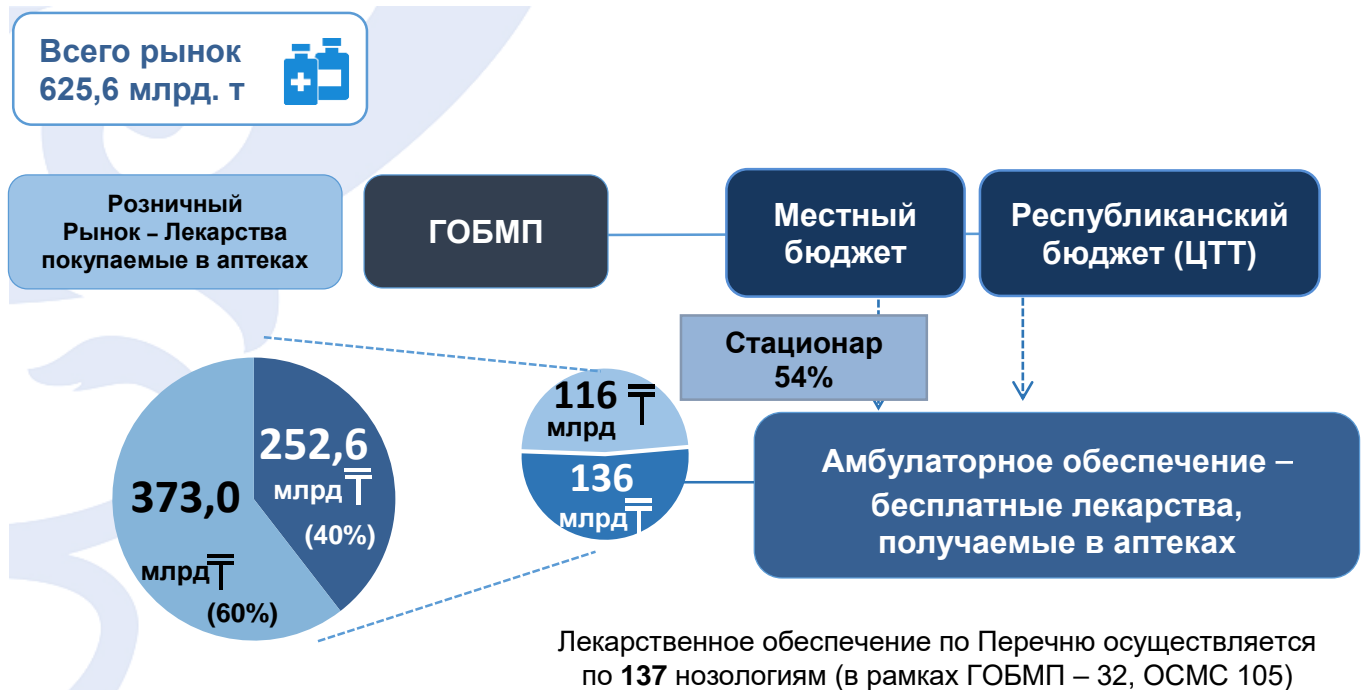 Всего рынок
625,6 млрд. т
Розничный
Рынок – Лекарства
покупаемые в аптеках
ГОБМП
Местный
бюджет
Республиканский
бюджет (ЦТТ)
Стационар
54%
373,0
млрд ₸
(60%)
252,6
млрд ₸
(40%)
116 ₸
млрд
136
млрд ₸
Амбулаторное обеспечение –
бесплатные лекарства,
получаемые в аптеках
Лекарственное обеспечение по Перечню осуществляется
по 137 нозологиям (в рамках ГОБМП – 32, ОСМС 105)